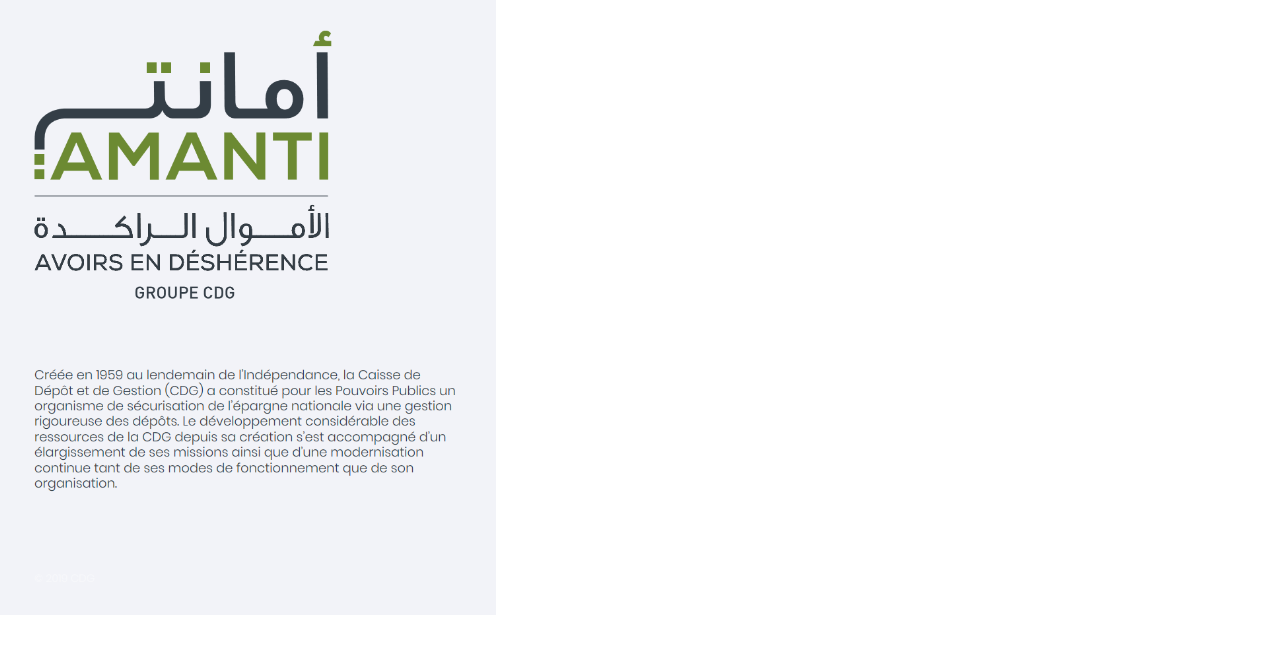 أمانتي
AMANTI
الأموال الراكدة
AVOIRS EN DÉSHÉRENCE
GROUPE CDG
Créée en 1959 au lendemain de l'Indépendance, la Caisse de
Dépôt et de Gestion (CDG) a constitué pour les Pouvoirs Publics un
organisme de sécurisation de l'épargne nationale via une gestion
rigoureuse des dépôts. Le développement considérable des
ressources de la CDG depuis sa création s'est accompagné d'un
élargissement de ses missions ainsi que d'une modernisation
continue tant de ses modes de fonctionnement que de son
organisation.